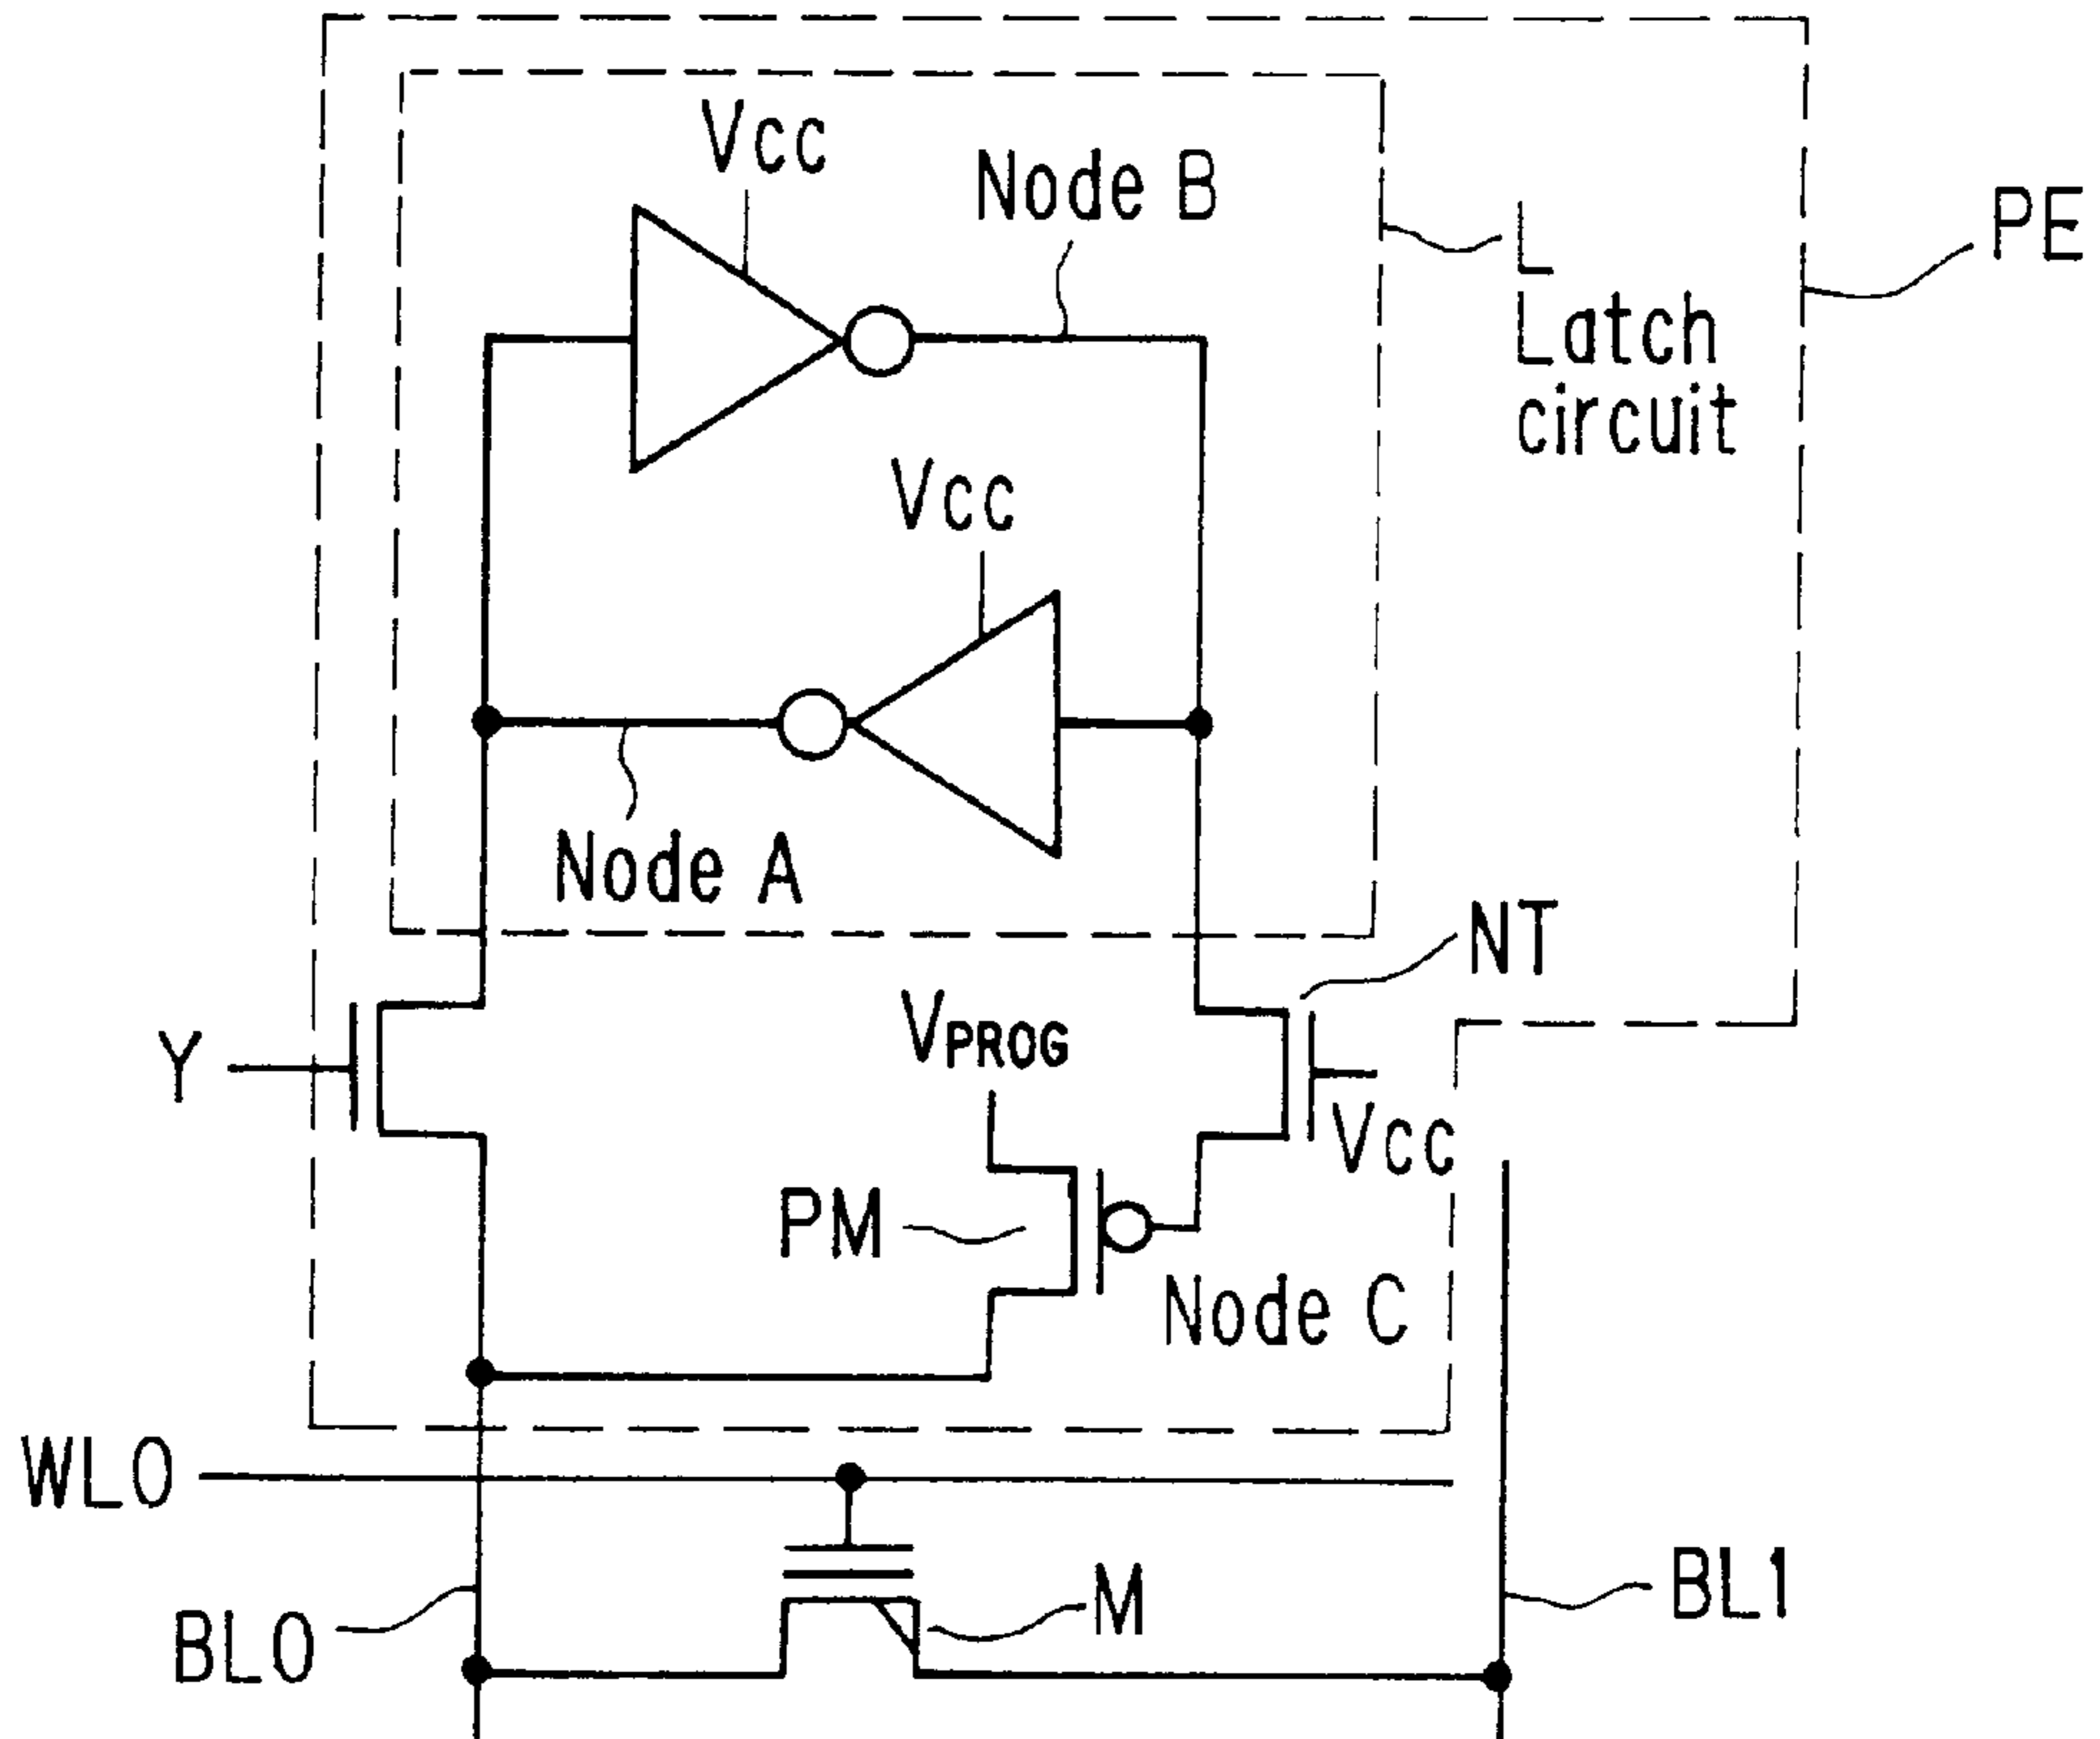 Vcc
Node B
PE
L
Latch
circuit
Vcc
Node A
NT
VPROG
Y
Vcc
PM
Node C
WL0
M
BL1
BL0